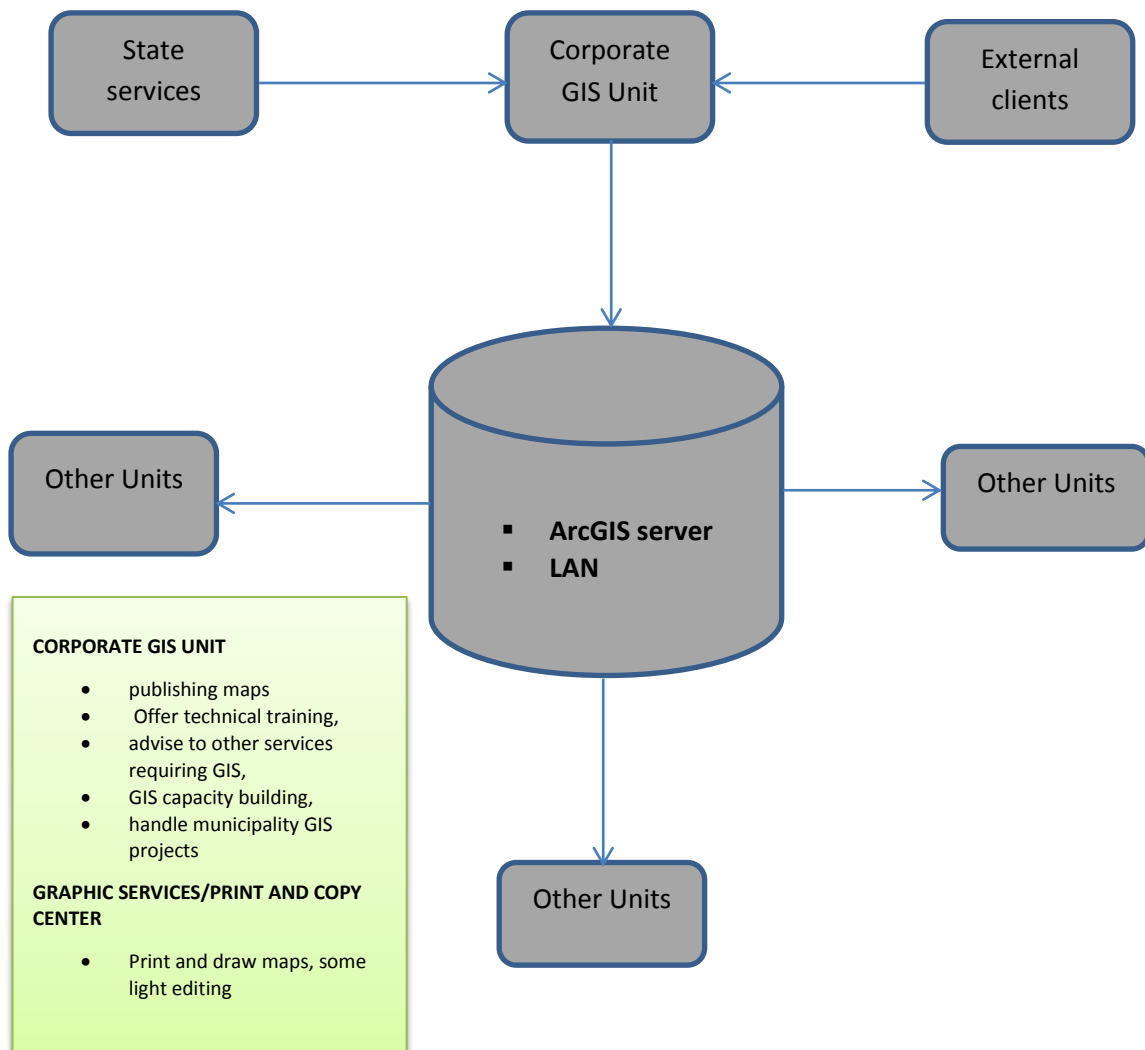 State
services
Corporate
GIS Unit
External
clients
Other Units
Other Units
▪ ArcGIS server
▪ LAN
CORPORATE GIS UNIT
• publishing maps
• Offer technical training,
• advise to other services
requiring GIS,
• GIS capacity building,
• handle municipality GIS
projects
GRAPHIC SERVICES/PRINT AND COPY
CENTER
• Print and draw maps, some
light editing
Other Units